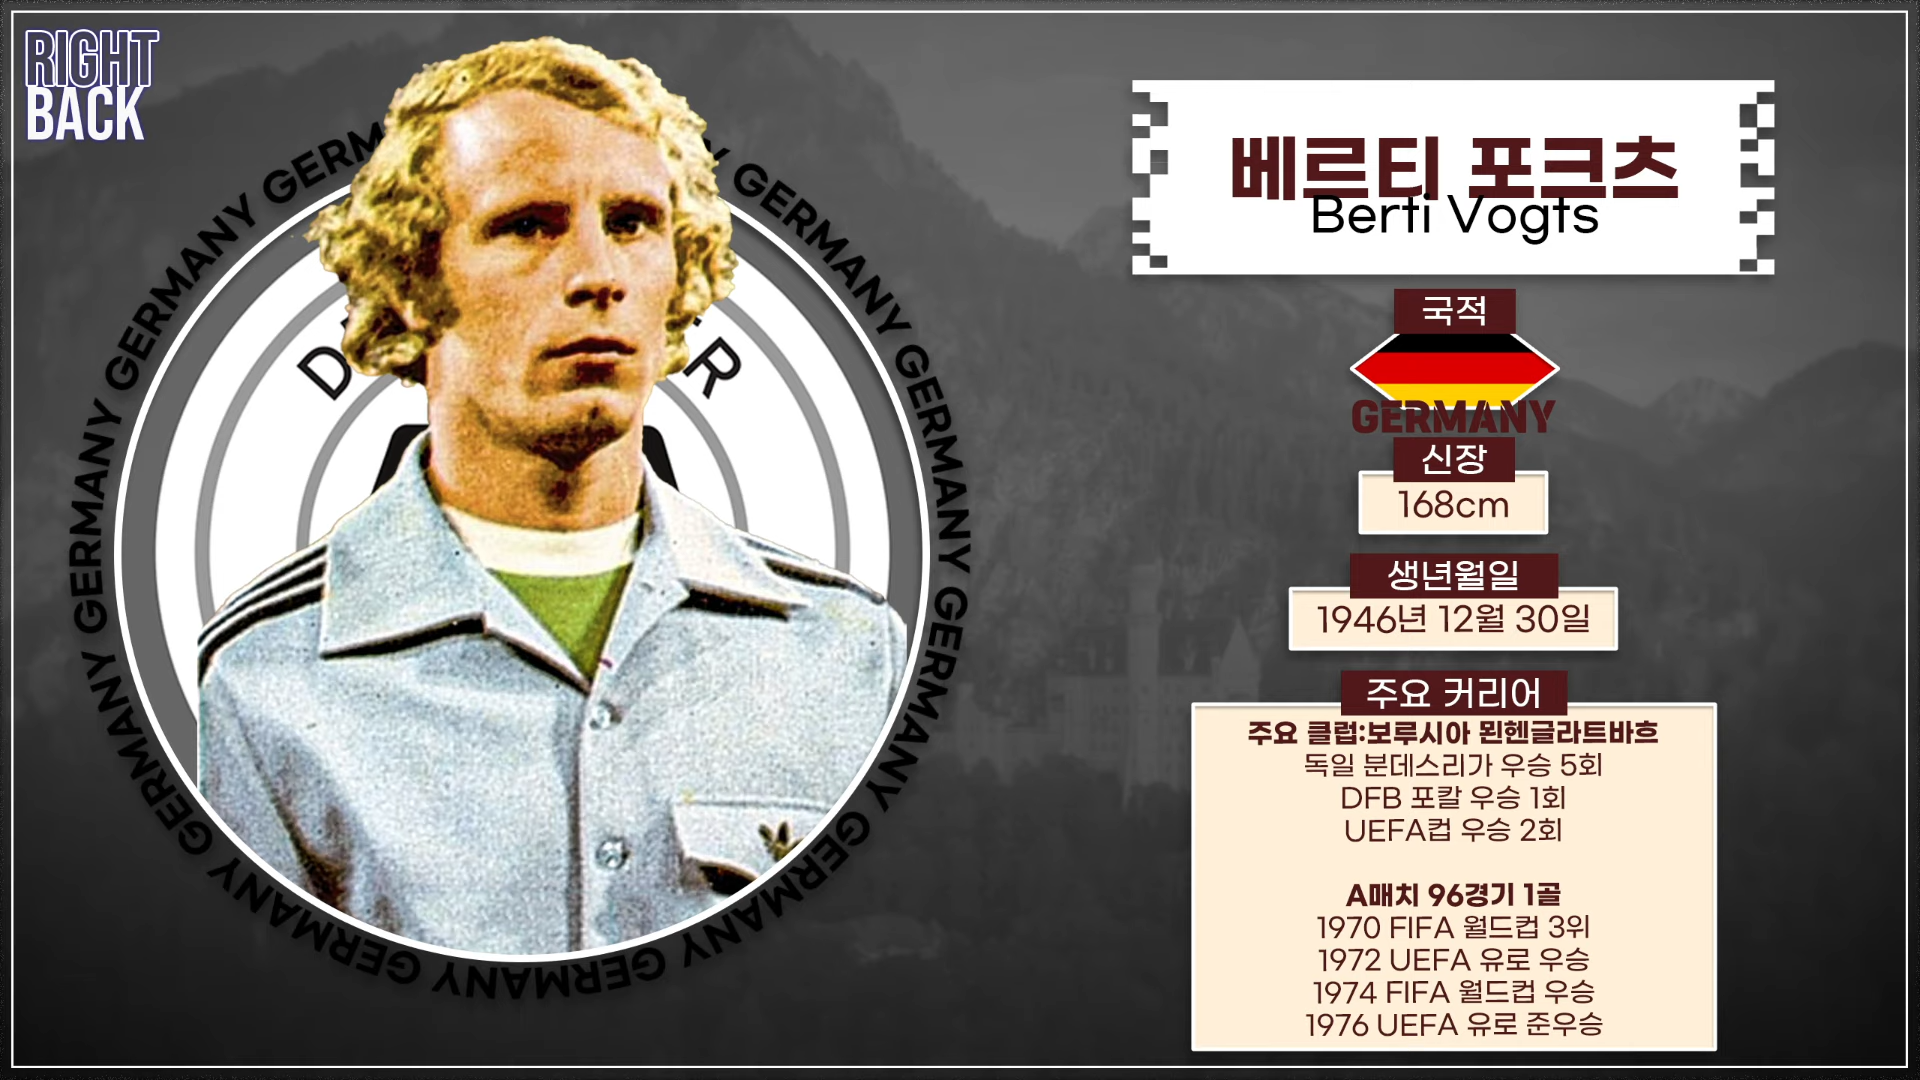 RIGHT
BACK
GERMANY GERMANY GERMANY GERMANY GERMANY GERMANY GERMANY GERMANY GERMANY GERMANY GERMANY GERMANY
베르티 포크츠
Berti Vogts
국적
GERMANY
신장
168cm
생년월일
1946년 12월 30일
주요 커리어
주요 클럽:보루시아 묀헨글라트바흐
독일 분데스리가 우승 5회
DFB 포칼 우승 1회
UEFA컵 우승 2회
A매치 96경기 1골
1970 FIFA 월드컵 3위
1972 UEFA 유로 우승
1974 FIFA 월드컵 우승
1976 UEFA 유로 준우승